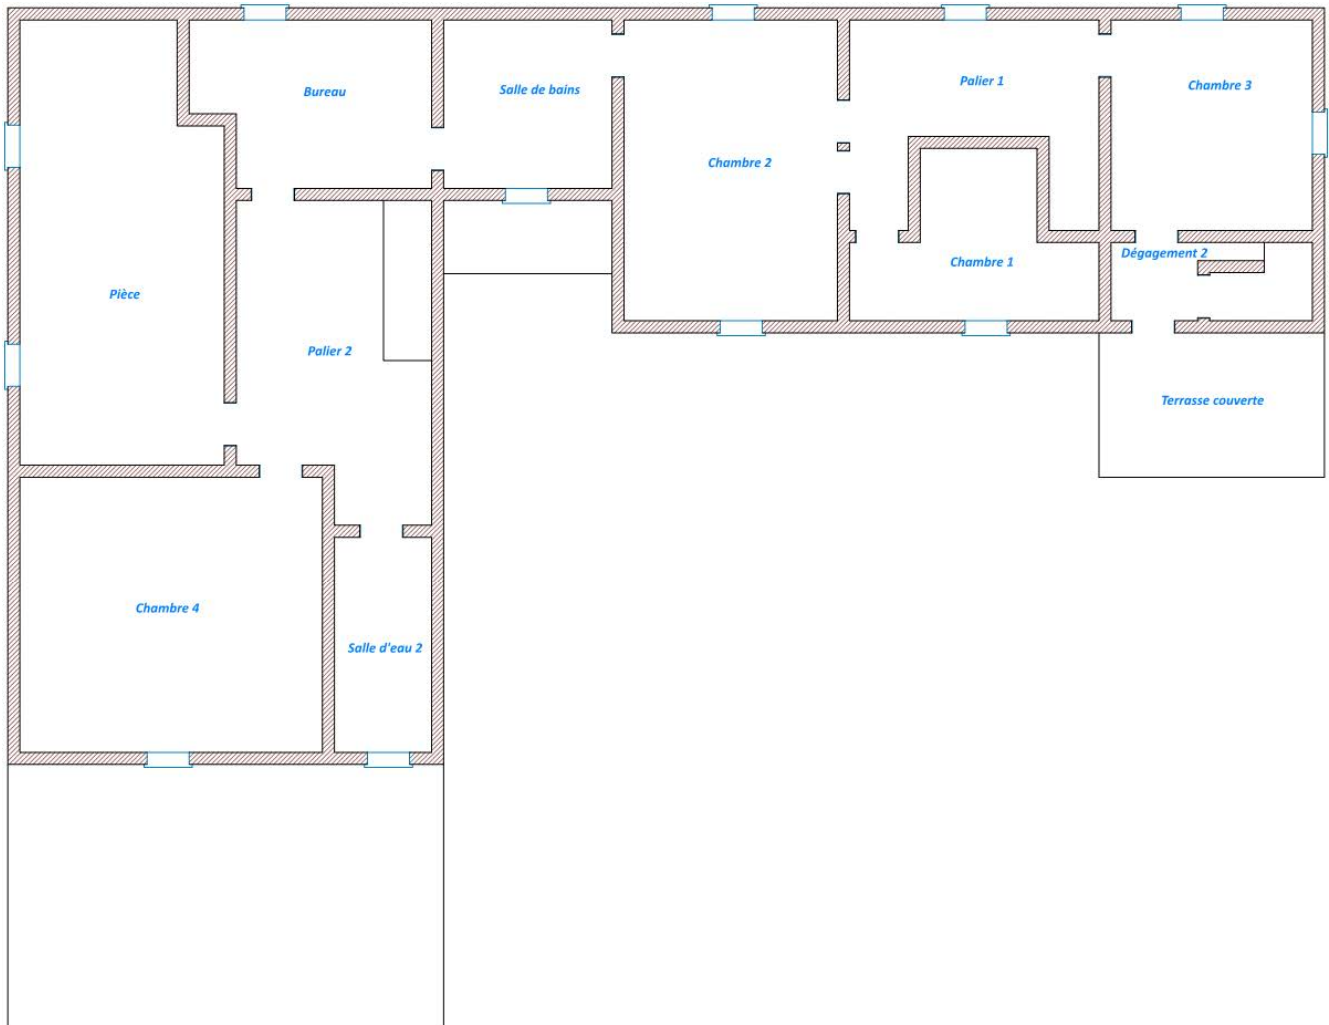 Bureau
Salle de bains
Palier 1
Chambre 3
Chambre 2
Chambre 1
Dégagement 2
Pièce
Palier 2
Terrasse couverte
Chambre 4
Salle d'eau 2